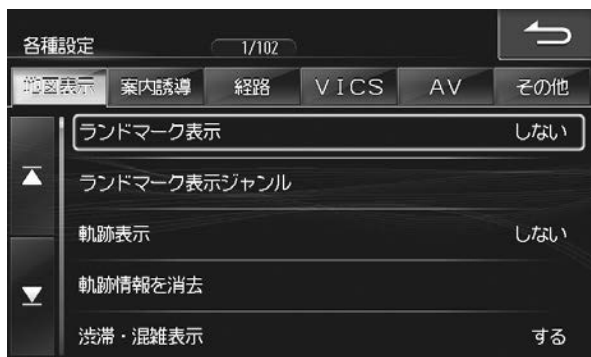 各種設定 1/102
地図表示 案内誘導 経路 VICS AV その他
ランドマーク表示 しない
ランドマーク表示ジャンル
軌跡表示 しない
軌跡情報を消去
渋滞・混雑表示 する